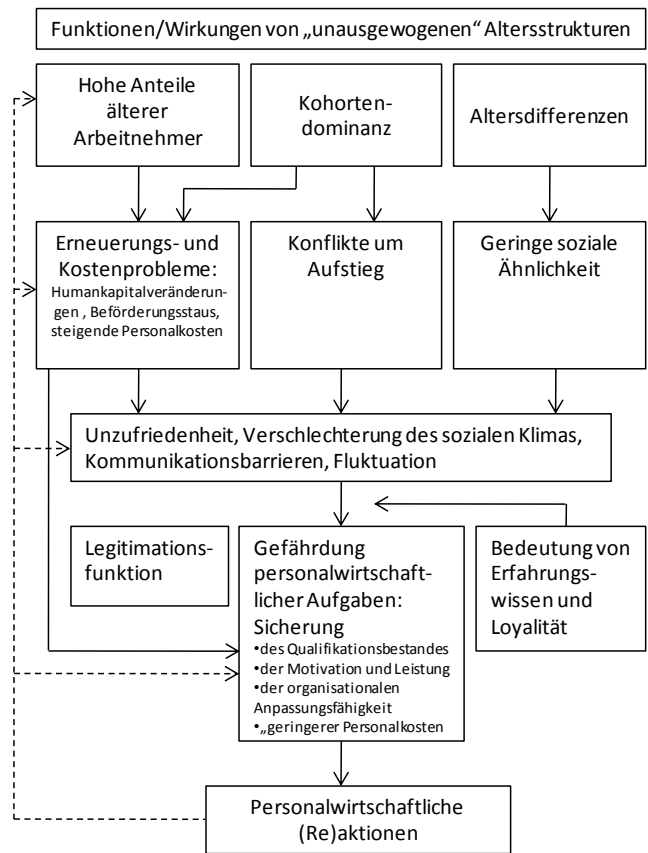 Funktionen/Wirkungen von „unausgewogenen“ Altersstrukturen
Hohe Anteile
älterer
Arbeitnehmer
Kohorten-
dominanz
Altersdifferenzen
Erneuerungs- und
Kostenprobleme:
Humankapitalveränderun-
gen , Beförderungsstaus,
steigende Personalkosten
Konflikte um
Aufstieg
Geringe soziale
Ähnlichkeit
Unzufriedenheit, Verschlechterung des sozialen Klimas,
Kommunikationsbarrieren, Fluktuation
Legitimations-
funktion
Gefährdung
personalwirtschaft-
licher Aufgaben:
Sicherung
•des Qualifikationsbestandes
•der Motivation und Leistung
•der organisationalen
Anpassungsfähigkeit
•„geringerer Personalkosten
Bedeutung von
Erfahrungs-
wissen und
Loyalität
Personalwirtschaftliche
(Re)aktionen